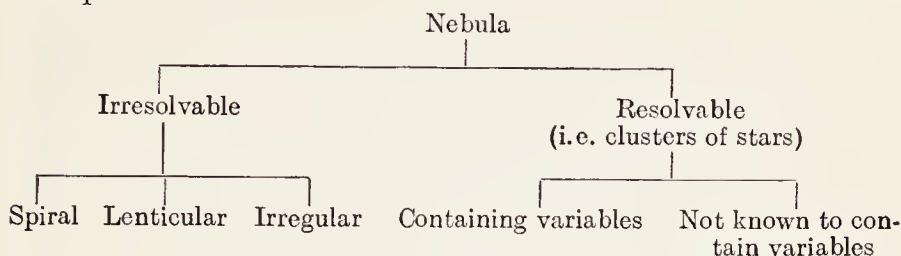 Nebula
Irresolvable
Resolvable
(i.e. clusters of stars)
Spiral Lenticular Irregular Containing variables Not known to con-
tain variables